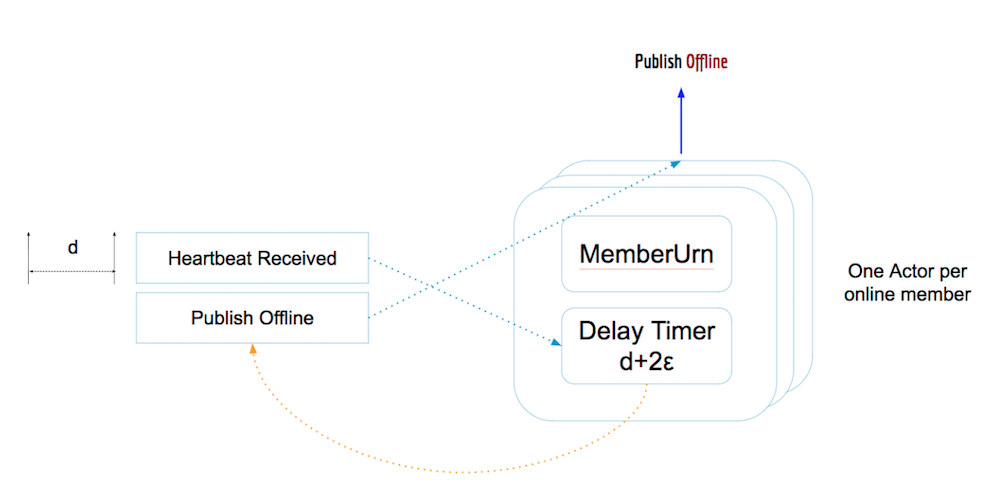 Publish Offline
d
Heartbeat Received
Publish Offline
MemberUrn
Delay Timer
d+2ε
One Actor per
online member